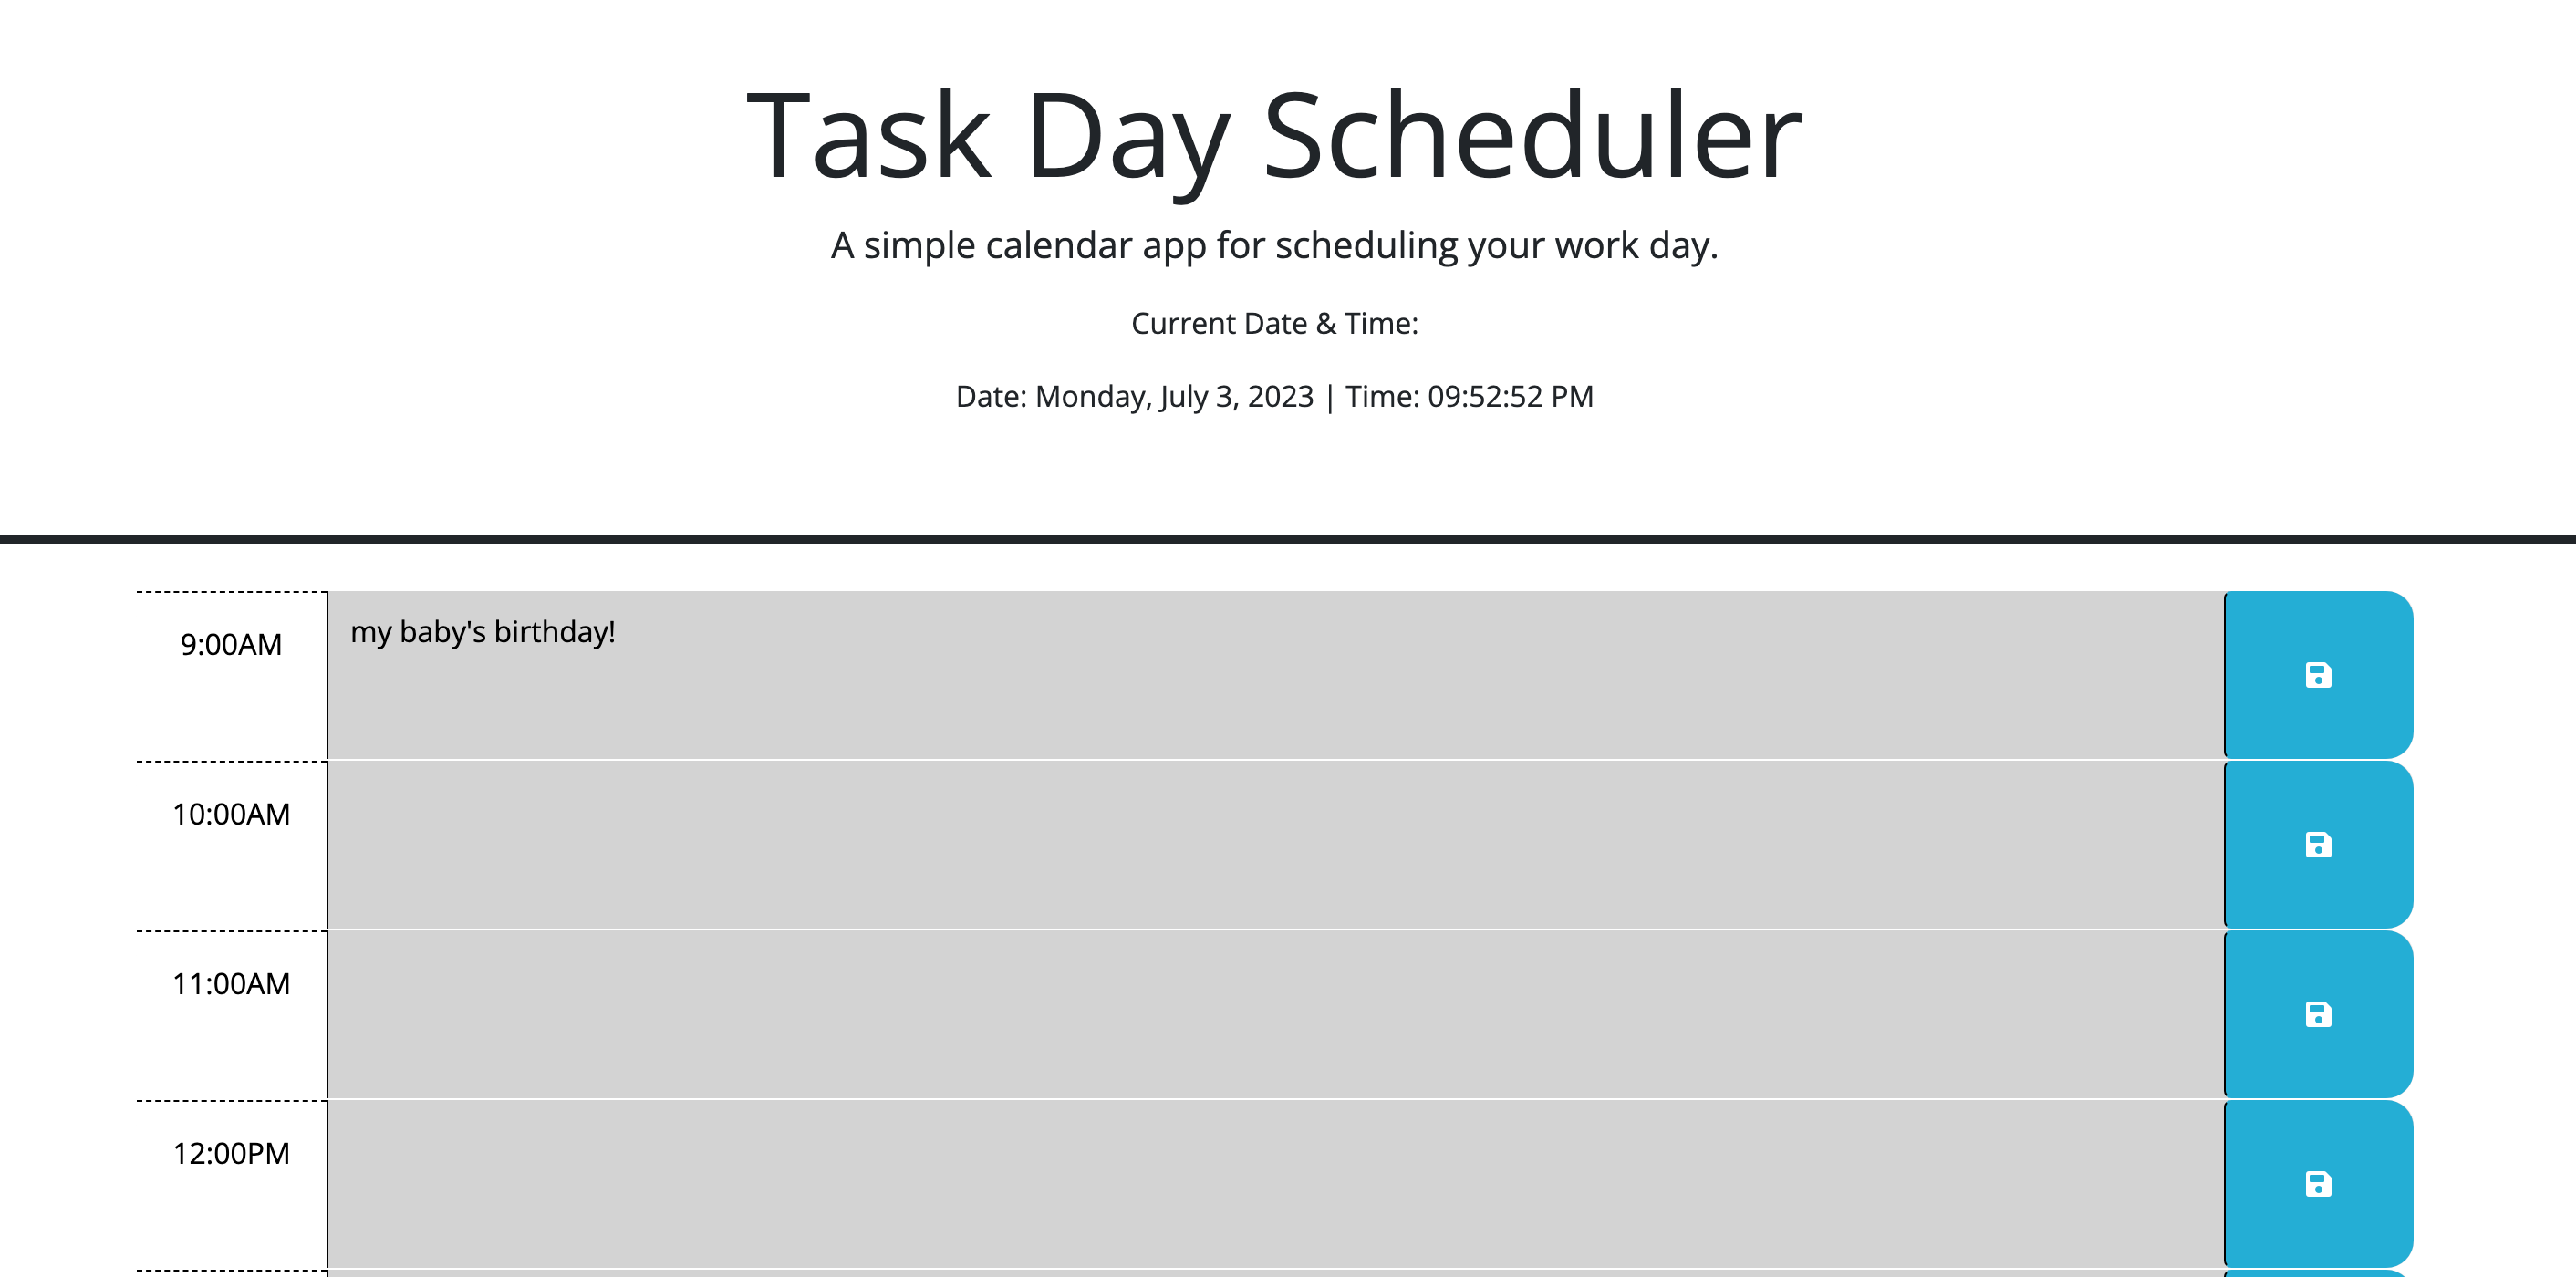 Task Day Scheduler
A simple calendar app for scheduling your work day.
Current Date & Time:
Date: Monday, July 3, 2023 | Time: 09:52:52 PM
9:00AM
my baby's birthday!
10:00AM
11:00AM
12:00PM